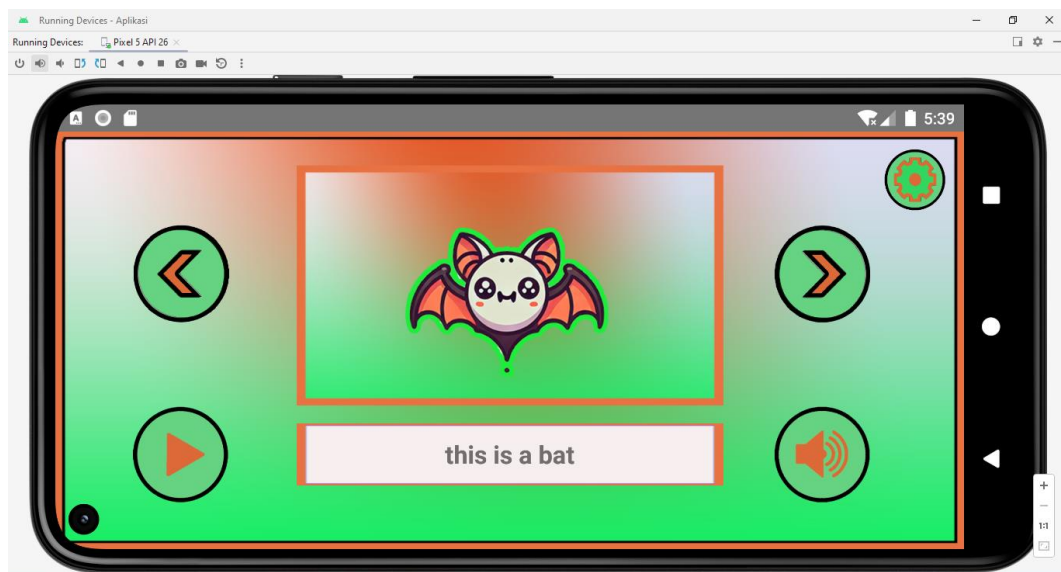 Running Devices - Aplikasi
Running Devices: Pixel 5 API 26
A 5:39
this is a bat
1:1